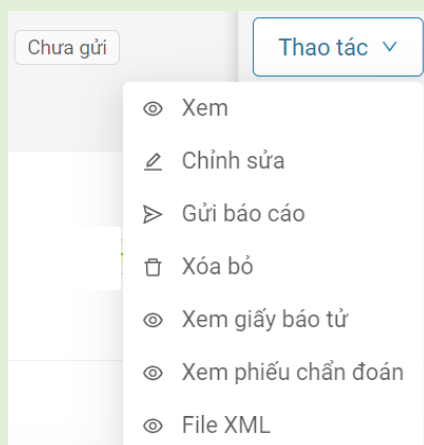 Chưa gửi
Thao tác
Xem
Chỉnh sửa
Gửi báo cáo
Xóa bỏ
Xem giấy báo tử
Xem phiếu chẩn đoán
File XML